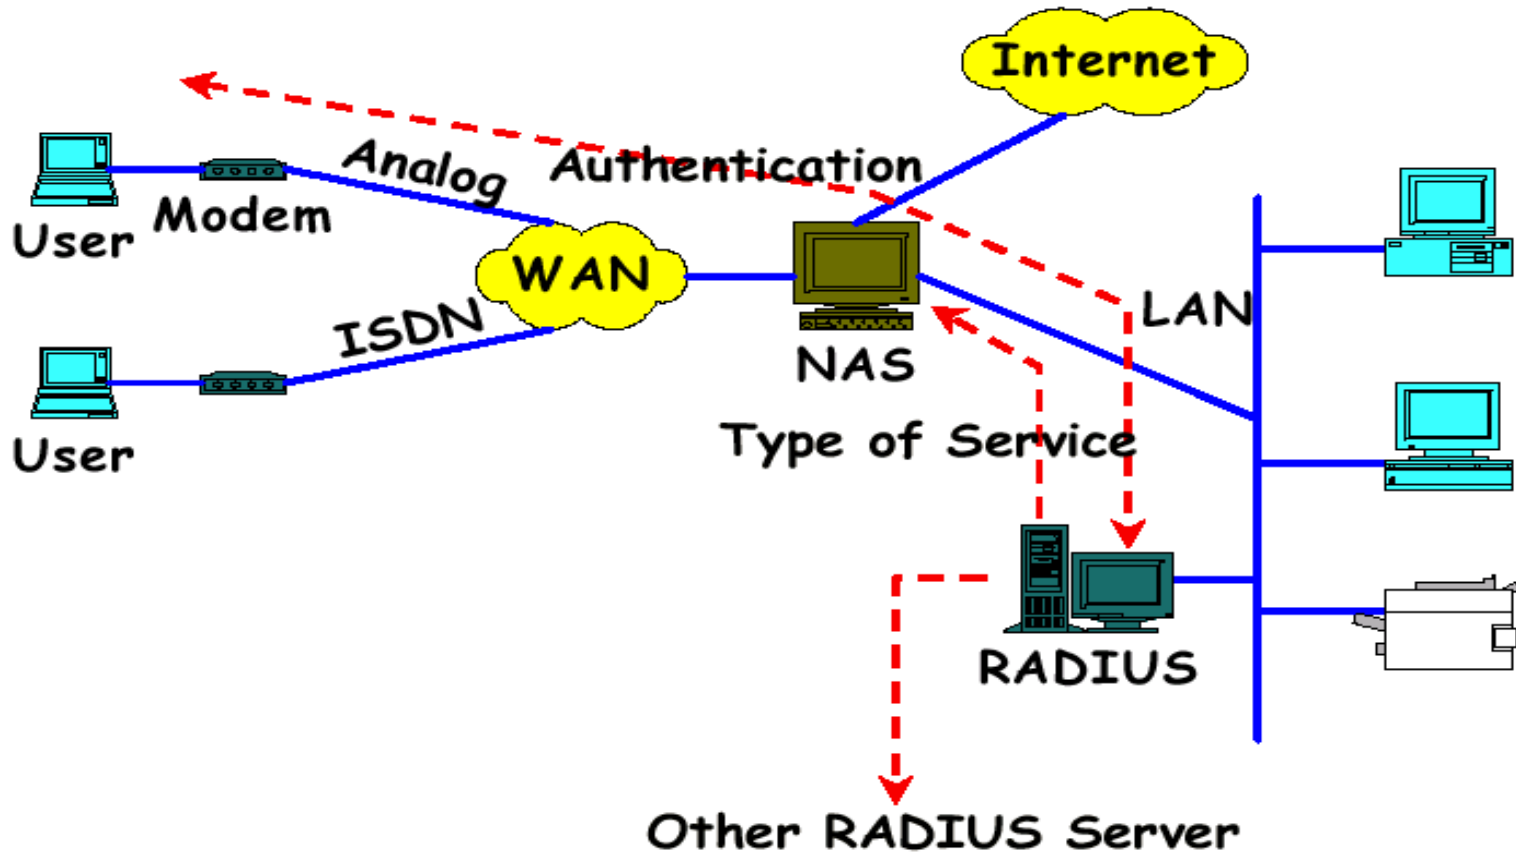 Internet
Analog
Authentication
Modem
User
WAN
ISDN
LAN
NAS
User
Type of Service
RADIUS
Other RADIUS Server